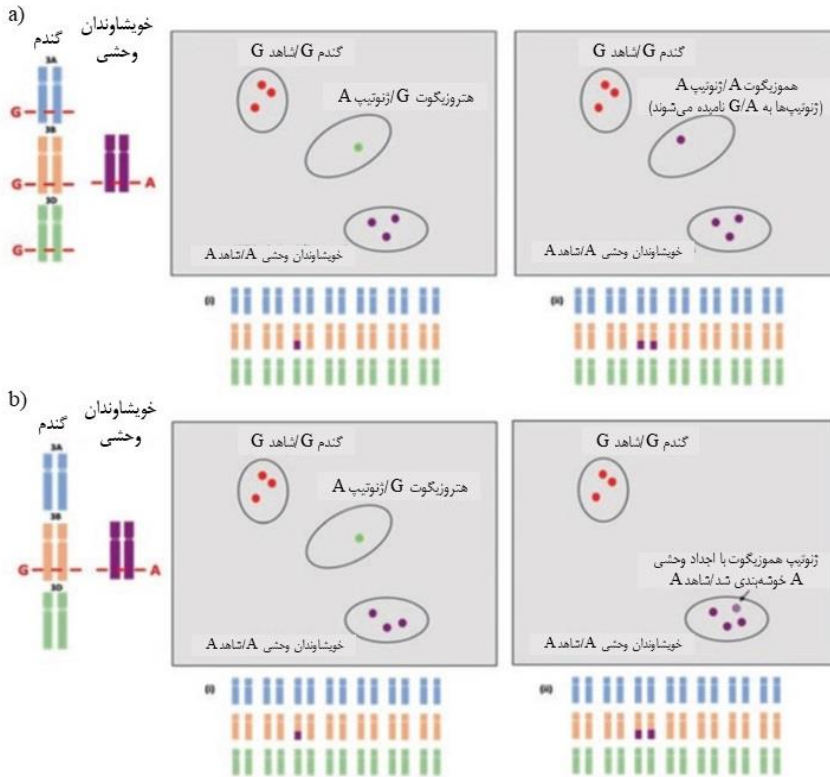 a)
خویشاوندان
وحشی
گندم
3A
G
3B
G
A
3D
G
گندم G/شاهد G
هتروزیگوت G/ژنوتیپ A
خویشاوندان وحشی A/شاهد A
(i)
گندم G/شاهد G
هموزیگوت A/ژنوتیپ A
(ژنوتیپ‌ها به G/A نامیده می‌شوند)
خویشاوندان وحشی A/شاهد A
(ii)
b)
خویشاوندان
وحشی
گندم
3A
3B
G
A
3D
گندم G/شاهد G
هتروزیگوت G/ژنوتیپ A
خویشاوندان وحشی A/شاهد A
(i)
گندم G/شاهد G
ژنوتیپ هموزیگوت با اجداد وحشی
A خوشه‌بندی شد/شاهد A
خویشاوندان وحشی A/شاهد A
(ii)